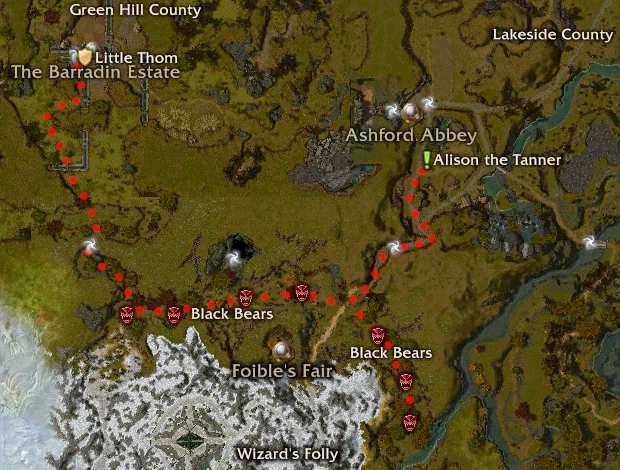 Green Hill County
Lakeside County
Little Thom
The Barradin Estate
Ashford Abbey
Alison the Tanner
Black Bears
Black Bears
Foible's Fair
Wizard's Folly